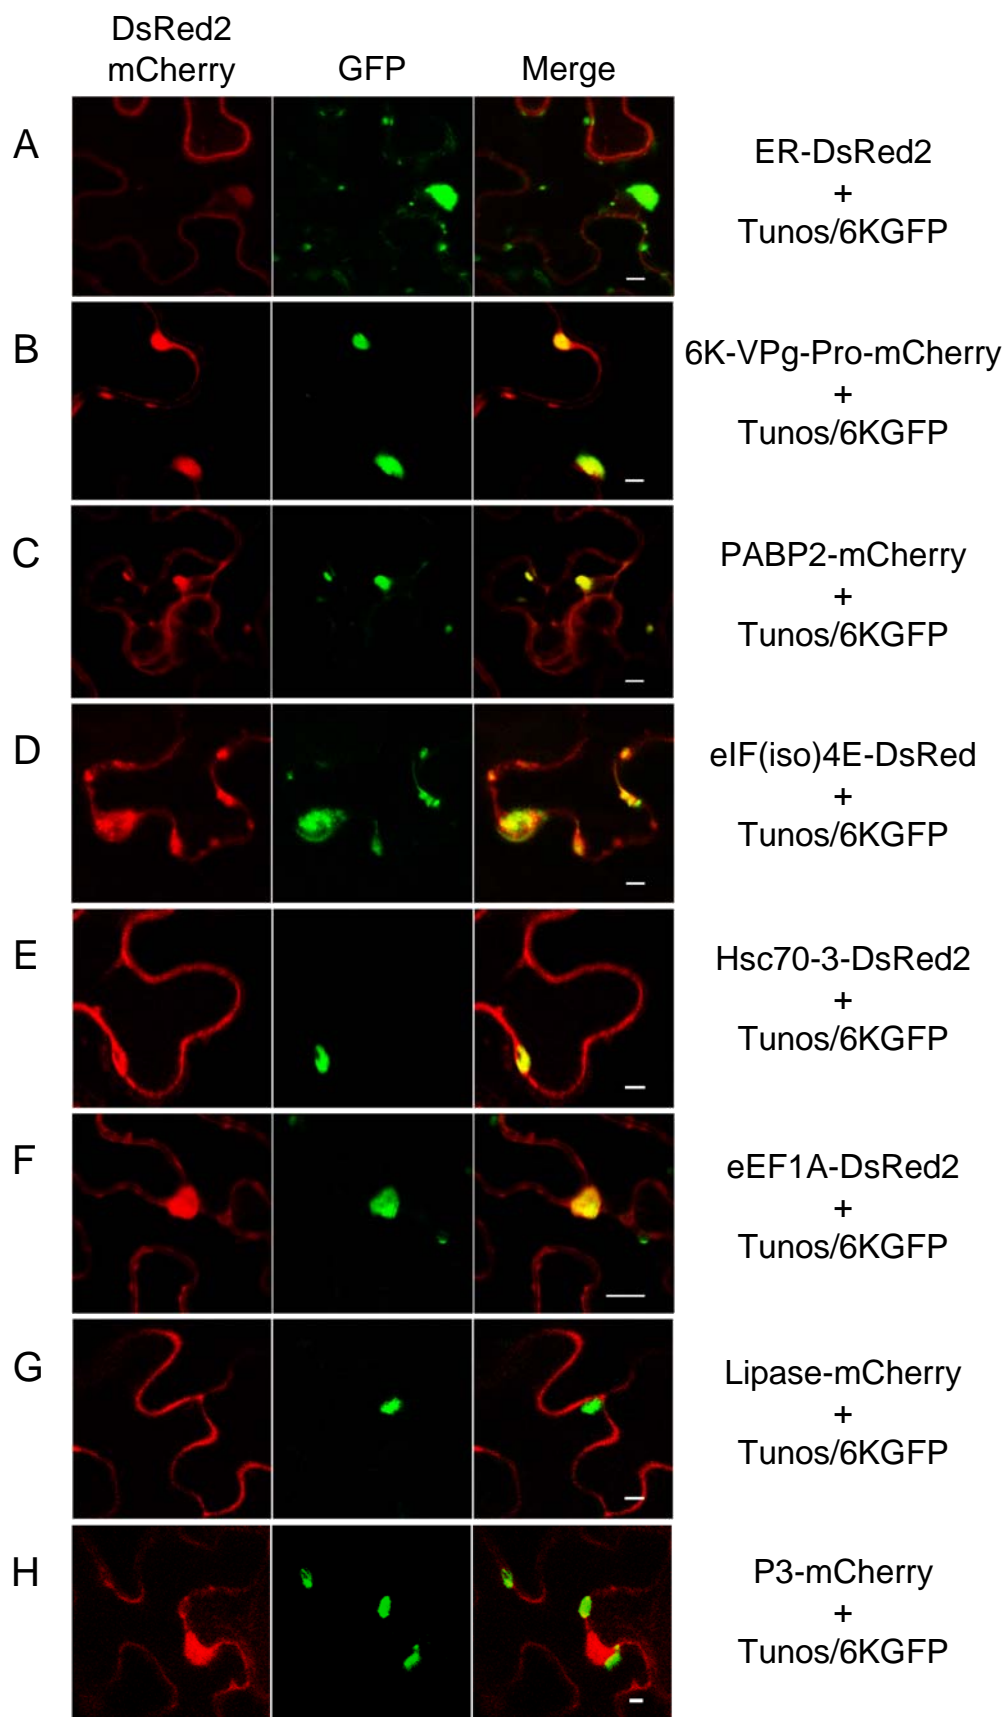 DsRed2
mCherry
GFP
Merge
A
ER-DsRed2
+
Tunos/6KGFP
B
6K-VPg-Pro-mCherry
+
Tunos/6KGFP
C
PABP2-mCherry
+
Tunos/6KGFP
D
eIF(iso)4E-DsRed
+
Tunos/6KGFP
E
Hsc70-3-DsRed2
+
Tunos/6KGFP
F
eEF1A-DsRed2
+
Tunos/6KGFP
G
Lipase-mCherry
+
Tunos/6KGFP
H
P3-mCherry
+
Tunos/6KGFP